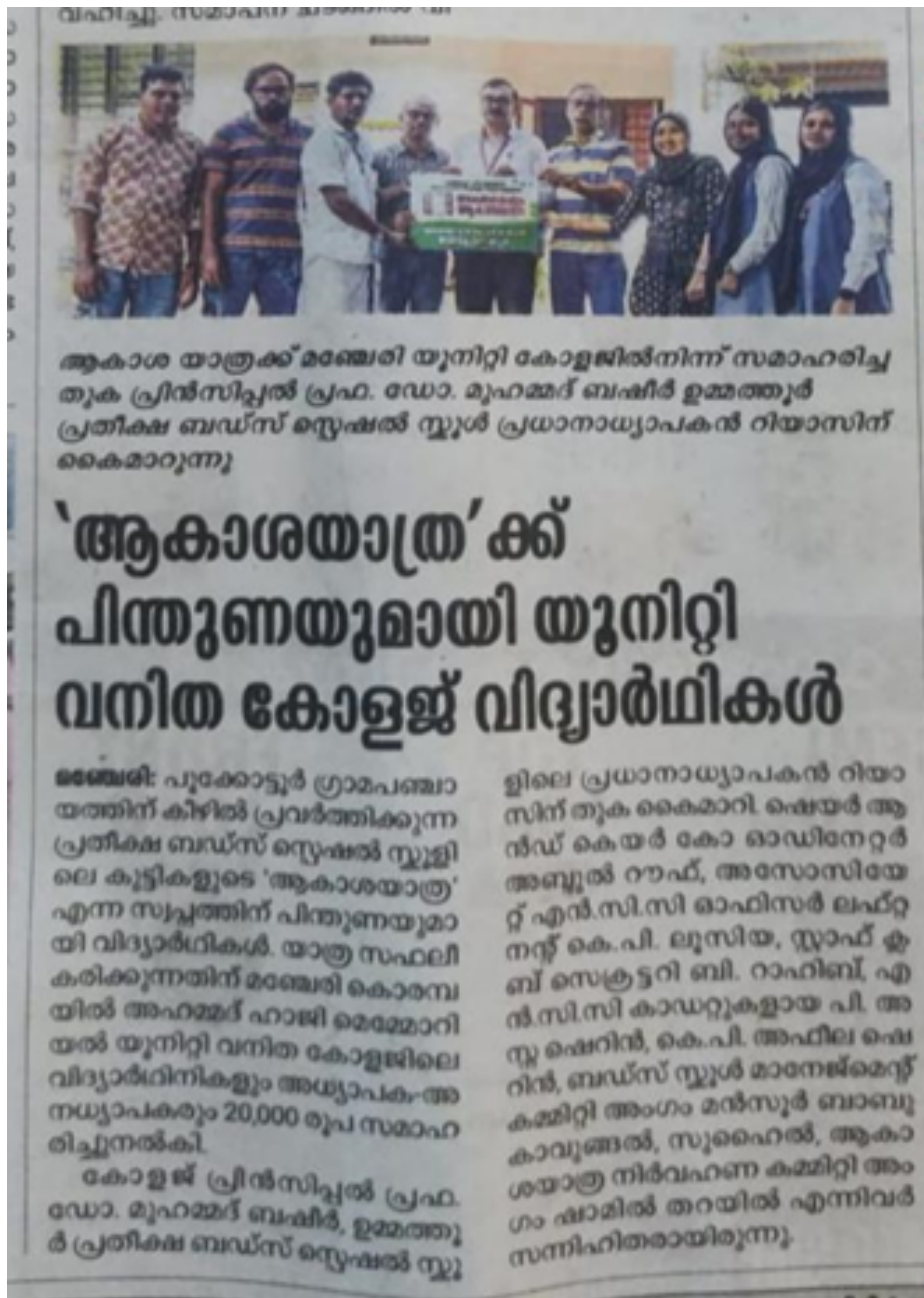 വഹിച്ചു. സമാപന ചടങ്ങിൽ വി
ആകാശ യാത്രക്ക് മഞ്ചേരി യൂനിറ്റി കോളജിൽനിന്ന് സമാഹരിച്ച
തുക പ്രിൻസിപ്പൽ പ്രഫ. ഡോ. മുഹമ്മദ് ബഷീർ ഉമ്മത്തൂർ
പ്രതീക്ഷ ബഡ്സ് സ്പെഷൽ സ്കൂൾ പ്രധാനാധ്യാപകൻ റിയാസിന്
കൈമാറുന്നു
‘ആകാശയാത്ര’ക്ക്
പിന്തുണയുമായി യൂനിറ്റി
വനിത കോളജ് വിദ്യാർഥികൾ
മഞ്ചേരി: പൂക്കോട്ടൂർ ഗ്രാമപഞ്ചാ
യത്തിന് കീഴിൽ പ്രവർത്തിക്കുന്ന
പ്രതീക്ഷ ബഡ്സ് സ്പെഷൽ സ്കൂളി
ലെ കുട്ടികളുടെ 'ആകാശയാത്ര'
എന്ന സ്വപ്നത്തിന് പിന്തുണയുമാ
യി വിദ്യാർഥികൾ. യാത്ര സഫലീ
കരിക്കുന്നതിന് മഞ്ചേരി കൊരമ്പ
യിൽ അഹമ്മദ് ഹാജി മെമ്മോറി
യൽ യൂനിറ്റി വനിത കോളജിലെ
വിദ്യാർഥിനികളും അധ്യാപക-അ
നധ്യാപകരും 20,000 രൂപ സമാഹ
രിച്ചുനൽകി.
കോളജ് പ്രിൻസിപ്പൽ പ്രഫ.
ഡോ. മുഹമ്മദ് ബഷീർ, ഉമ്മത്തൂ
ർ പ്രതീക്ഷ ബഡ്സ് സ്പെഷൽ സ്കൂ
ളിലെ പ്രധാനാധ്യാപകൻ റിയാ
സിന് തുക കൈമാറി. ഷെയർ ആ
ൻഡ് കെയർ കോ ഓഡിനേറ്റർ
അബ്ദുൽ റൗഫ്, അസോസിയേ
റ്റ് എൻ.സി.സി ഓഫിസർ ലഫ്റ്റ
നന്റ് കെ.പി. ലൂസിയ, സ്റ്റാഫ് ക്ല
ബ് സെക്രട്ടറി ബി. റാഹിബ്, എ
ൻ.സി.സി കാഡറ്റുകളായ പി. അ
സ്ന ഷെറിൻ, കെ.പി. അഫീല ഷെ
റിൻ, ബഡ്സ് സ്കൂൾ മാനേജ്മെന്റ്
കമ്മിറ്റി അംഗം മൻസൂർ ബാബു
കാവുങ്ങൽ, സുഹൈൽ, ആകാ
ശയാത്ര നിർവഹണ കമ്മിറ്റി അം
ഗം ഷാമിൽ തറയിൽ എന്നിവർ
സന്നിഹിതരായിരുന്നു.